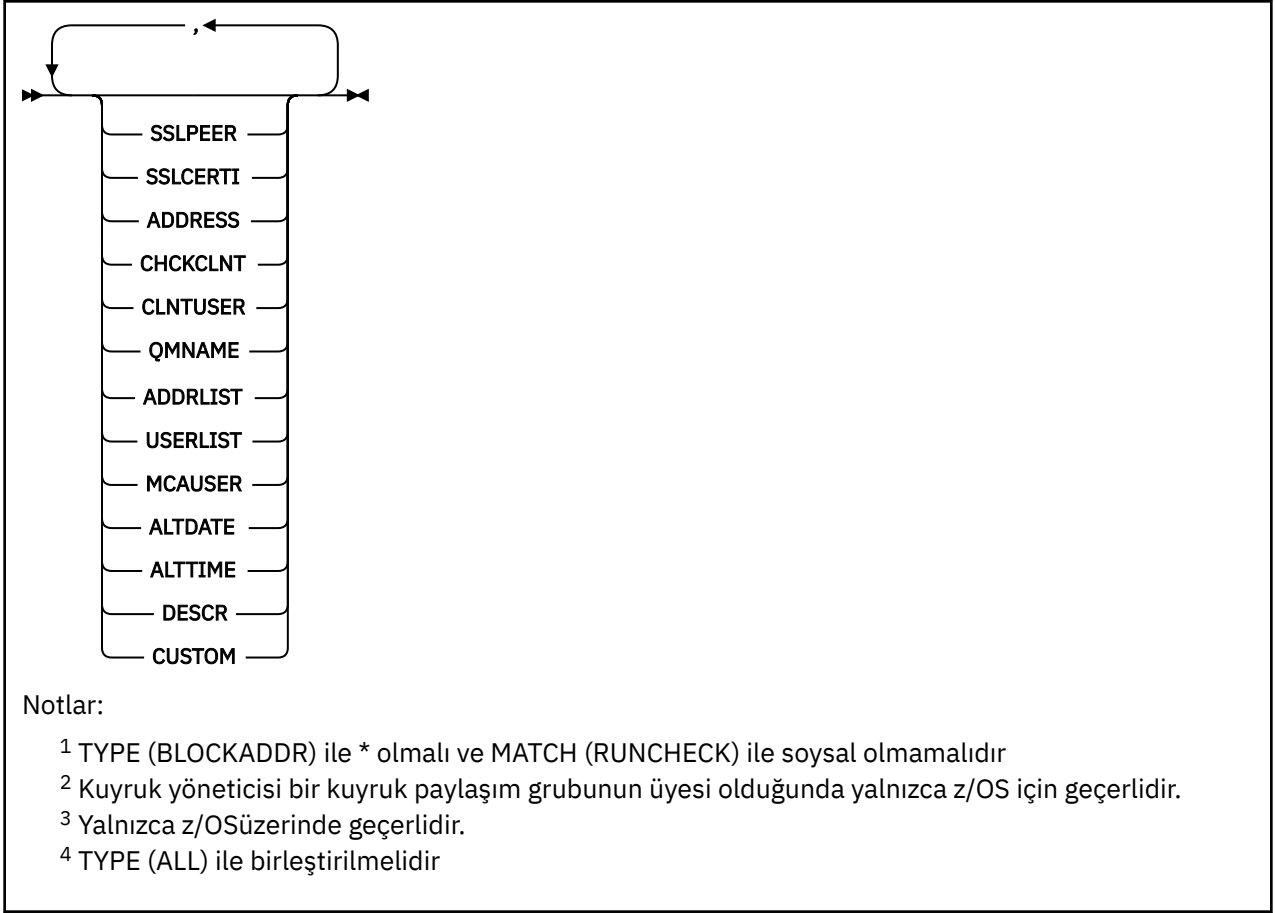 ,
SSLPEER
SSLCERTI
ADDRESS
CHCKCLNT
CLNTUSER
QMNAME
ADDRLIST
USERLIST
MCAUSER
ALTDATE
ALTTIME
DESCR
CUSTOM
Notlar:
1 TYPE (BLOCKADDR) ile * olmalı ve MATCH (RUNCHECK) ile soysal olmamalıdır
2 Kuyruk yöneticisi bir kuyruk paylaşım grubunun üyesi olduğunda yalnızca z/OS için geçerlidir.
3 Yalnızca z/OSüzerinde geçerlidir.
4 TYPE (ALL) ile birleştirilmelidir